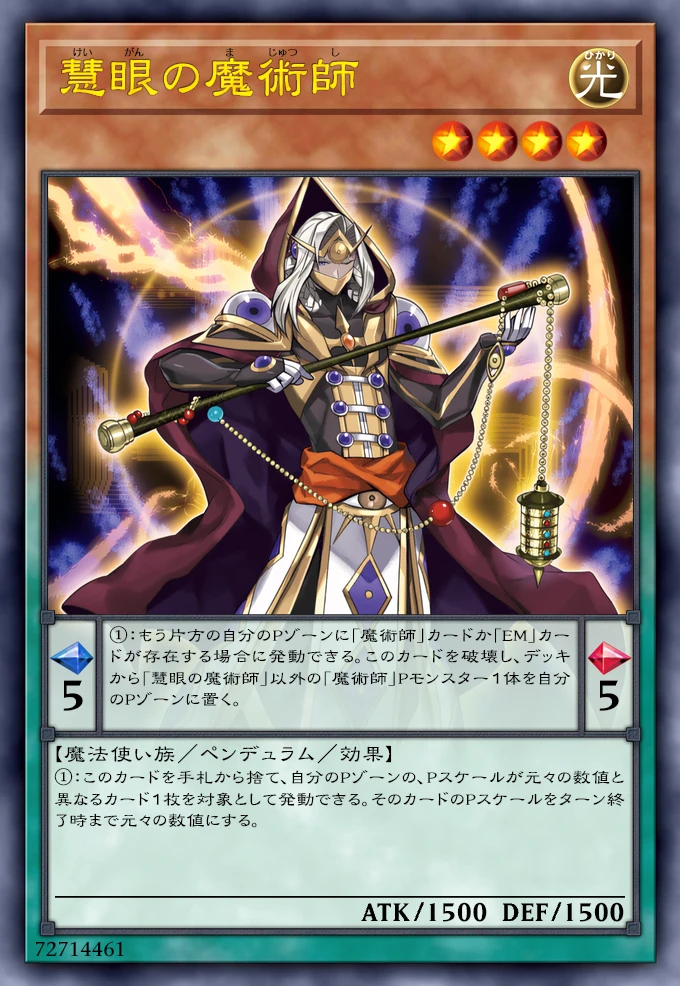 けいがん ま じゅつ し
慧眼の魔術師
ひかり
光
①:もう片方の自分のPゾーンに「魔術師」カードか「EM」カー
ドが存在する場合に発動できる。このカードを破壊し、デッキ
から「慧眼の魔術師」以外の「魔術師」Pモンスター1体を自分
のPゾーンに置く。
5
5
【魔法使い族/ペンデュラム/効果】
①:このカードを手札から捨て、自分のPゾーンの、Pスケールが元々の数値と
異なるカード1枚を対象として発動できる。そのカードのPスケールをターン終
了時まで元々の数値にする。
ATK/1500 DEF/1500
72714461